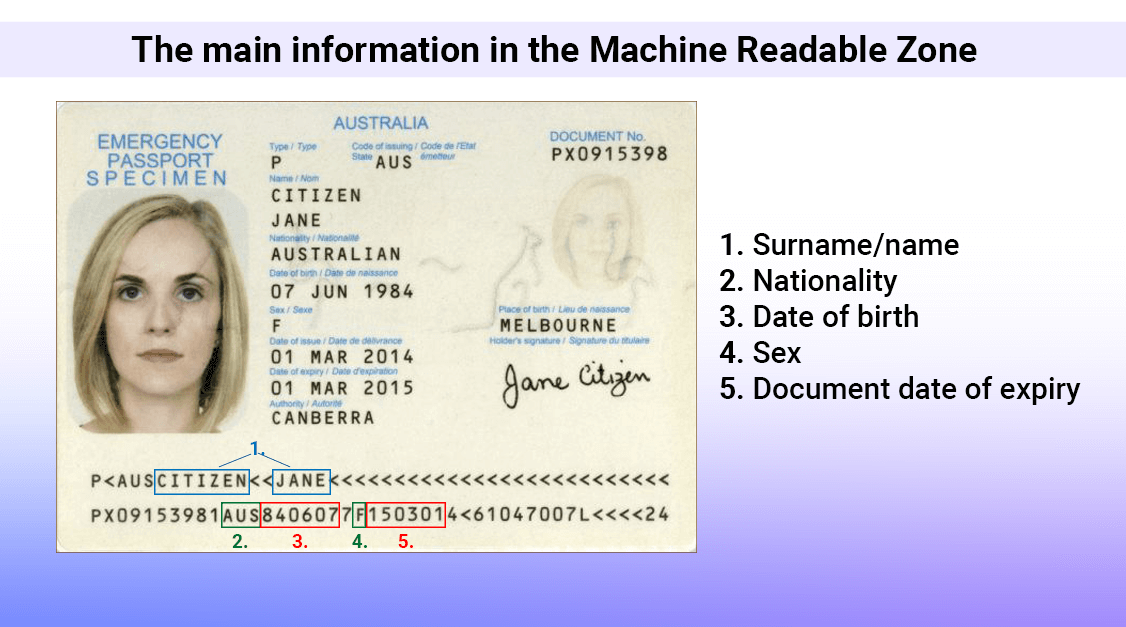 The main information in the Machine Readable Zone
EMERGENCY
PASSPORT
SPECIMEN
AUSTRALIA
Type / Type
Code of issuing / Code de l'Etat
State émetteur
P
AUS
DOCUMENT No.
PX0915398
Name / Nom
CITIZEN
JANE
Nationality / Nationalité
AUSTRALIAN
Date of birth / Date de naissance
07 JUN 1984
Sex / Sexe
F
Place of birth / Lieu de naissance
MELBOURNE
Date of issue / Date de délivrance
01 MAR 2014
Holder's signature / Signature du titulaire
Jane Citizen
Date of expiry / Date d'expiration
01 MAR 2015
Authority / Autorité
CANBERRA
1.
P<AUSCITIZEN<<JANE<<<<<<<<<<<<<<<<<<<<<<<<<<
PX09153981AUS8406077F1503014<61047007L<<<<24
2. 3. 4. 5.
1. Surname/name
2. Nationality
3. Date of birth
4. Sex
5. Document date of expiry